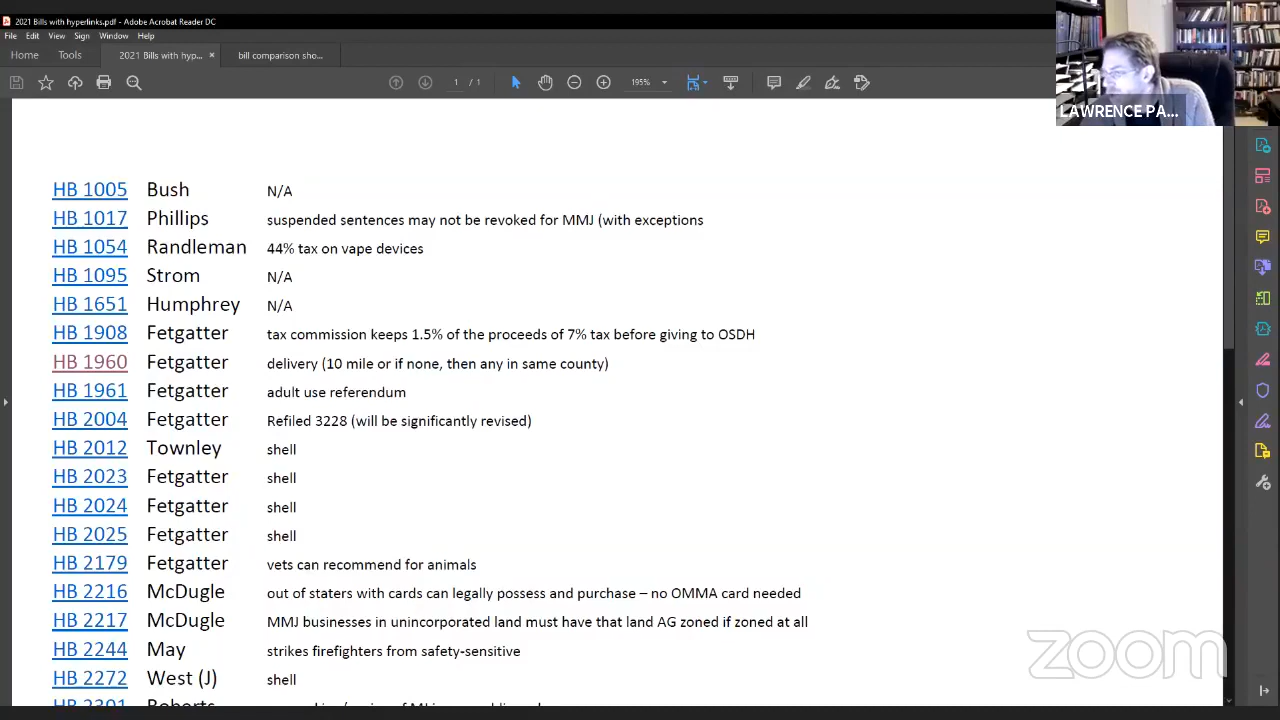 2021 Bills with hyperlinks.pdf - Adobe Acrobat Reader DC
File Edit View Sign Window Help
Home Tools 2021 Bills with hyp... × bill comparison sho...
1 / 1 195%
LAWRENCE PA...
HB 1005 Bush N/A
HB 1017 Phillips suspended sentences may not be revoked for MMJ (with exceptions
HB 1054 Randleman 44% tax on vape devices
HB 1095 Strom N/A
HB 1651 Humphrey N/A
HB 1908 Fetgatter tax commission keeps 1.5% of the proceeds of 7% tax before giving to OSDH
HB 1960 Fetgatter delivery (10 mile or if none, then any in same county)
HB 1961 Fetgatter adult use referendum
HB 2004 Fetgatter Refiled 3228 (will be significantly revised)
HB 2012 Townley shell
HB 2023 Fetgatter shell
HB 2024 Fetgatter shell
HB 2025 Fetgatter shell
HB 2179 Fetgatter vets can recommend for animals
HB 2216 McDugle out of staters with cards can legally possess and purchase – no OMMA card needed
HB 2217 McDugle MMJ businesses in unincorporated land must have that land AG zoned if zoned at all
HB 2244 May strikes firefighters from safety-sensitive
HB 2272 West (J) shell
HB 2301 Roberts
zoom